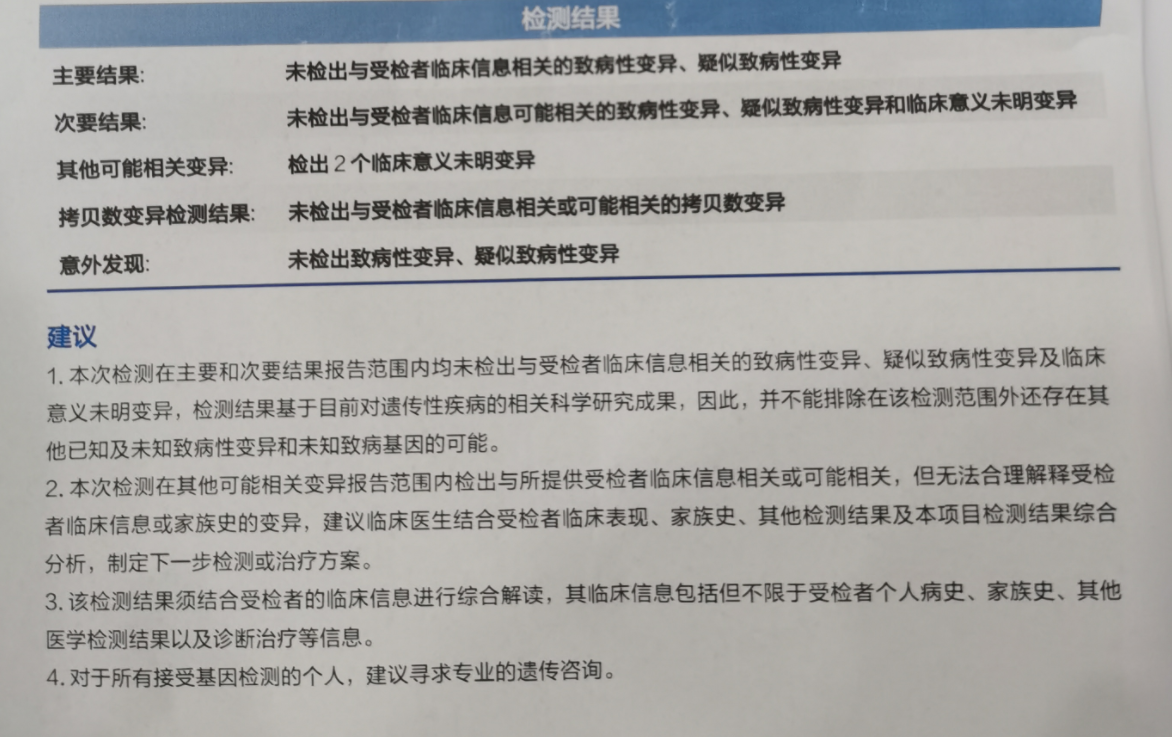 检测结果
主要结果: 未检出与受检者临床信息相关的致病性变异、疑似致病性变异
次要结果: 未检出与受检者临床信息可能相关的致病性变异、疑似致病性变异和临床意义未明变异
其他可能相关变异: 检出2个临床意义未明变异
拷贝数变异检测结果: 未检出与受检者临床信息相关或可能相关的拷贝数变异
意外发现: 未检出致病性变异、疑似致病性变异
建议
1. 本次检测在主要和次要结果报告范围内均未检出与受检者临床信息相关的致病性变异、疑似致病性变异及临床
意义未明变异，检测结果基于目前对遗传性疾病的相关科学研究成果，因此，并不能排除在该检测范围外还存在其
他已知及未知致病性变异和未知致病基因的可能。
2. 本次检测在其他可能相关变异报告范围内检出与所提供受检者临床信息相关或可能相关，但无法合理解释受检
者临床信息或家族史的变异，建议临床医生结合受检者临床表现、家族史、其他检测结果及本项目检测结果综合
分析，制定下一步检测或治疗方案。
3. 该检测结果须结合受检者的临床信息进行综合解读，其临床信息包括但不限于受检者个人病史、家族史、其他
医学检测结果以及诊断治疗等信息。
4. 对于所有接受基因检测的个人，建议寻求专业的遗传咨询。